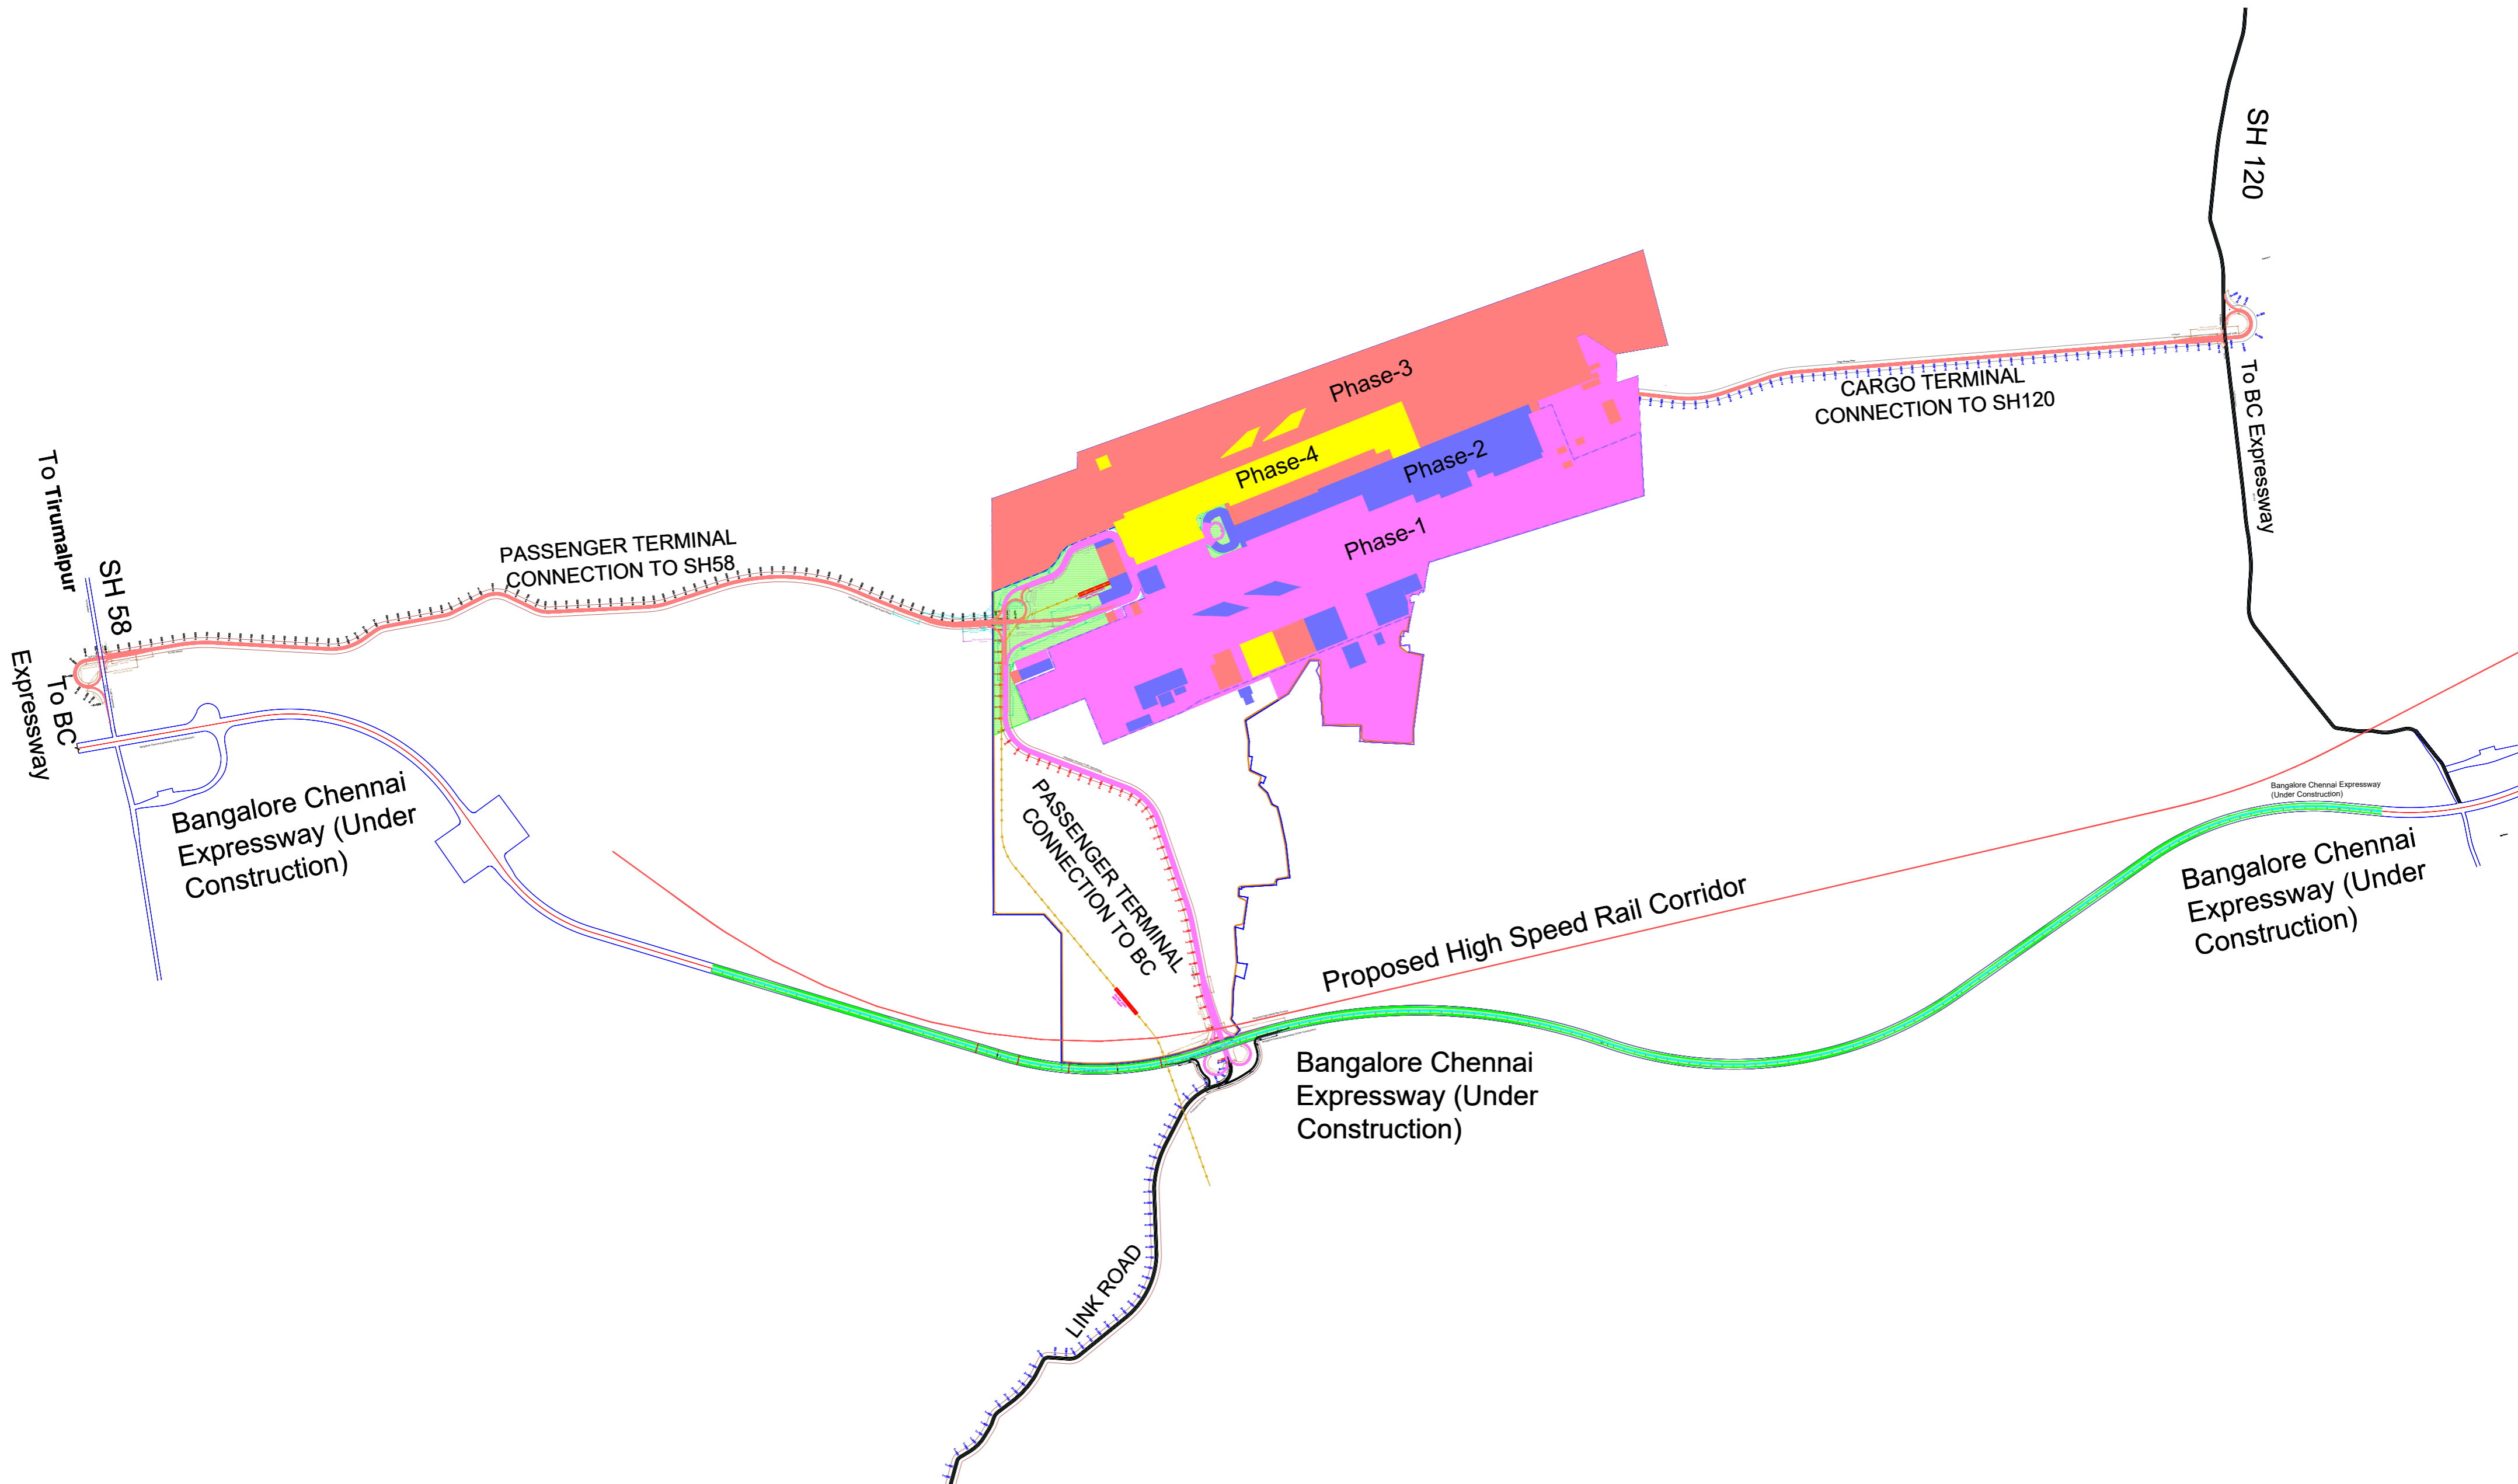 SH 120
To BC Expressway
CARGO TERMINAL
CONNECTION TO SH120
Phase-3
Phase-4
Phase-2
Phase-1
To Tirumalpur
SH 58
PASSENGER TERMINAL
CONNECTION TO SH58
To BC
Expressway
Bangalore Chennai
Expressway (Under
Construction)
PASSENGER TERMINAL
CONNECTION TO BC
Proposed High Speed Rail Corridor
Bangalore Chennai Expressway
(Under Construction)
Bangalore Chennai
Expressway (Under
Construction)
Bangalore Chennai
Expressway (Under
Construction)
LINK ROAD